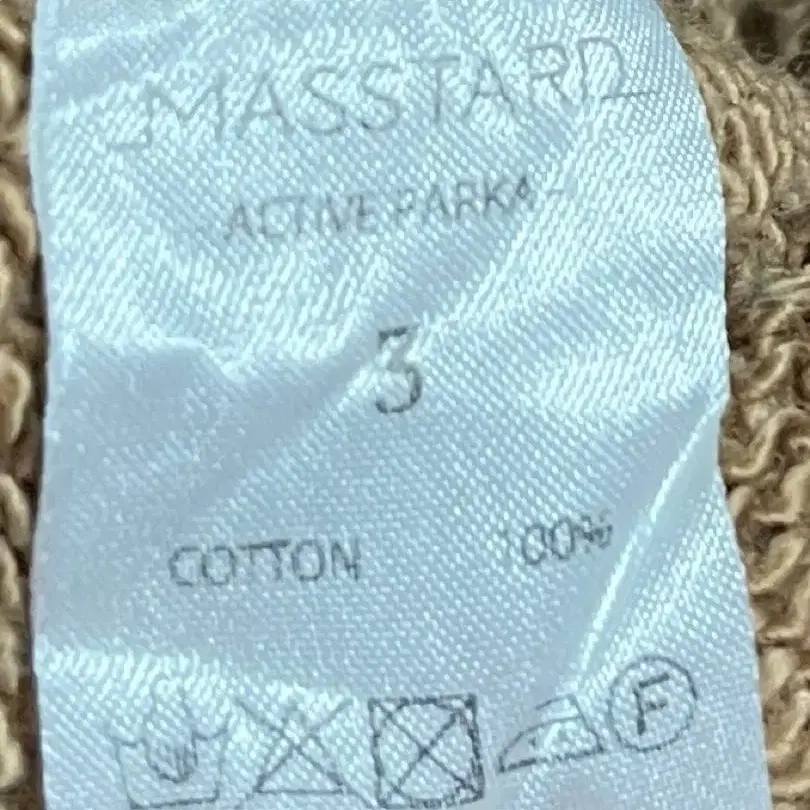 MASSTARD
ACTIVE PARKA -
3
COTTON 100%
F